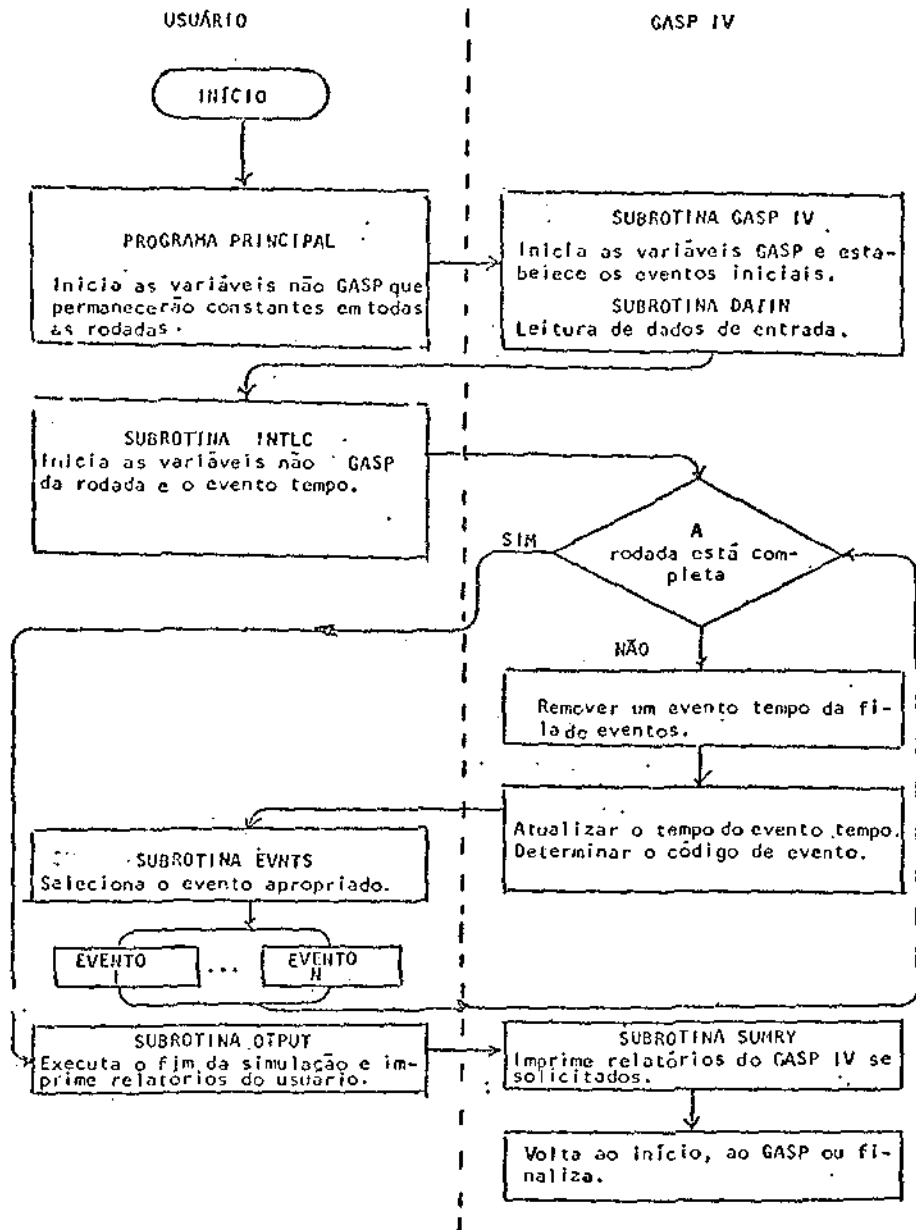 USUÁRIO
GASP IV
INÍCIO
PROGRAMA PRINCIPAL
Inicia as variáveis não GASP que
permanecerão constantes em todas
as rodadas.
SUBROTINA GASP IV
Inicia as variáveis GASP e esta-
belece os eventos iniciais.
SUBROTINA DATIN
Leitura de dados de entrada.
SUBROTINA INTLC
Inicia as variáveis não GASP
da rodada e o evento tempo.
A
rodada está com-
pleta
SIM
NÃO
Remover um evento tempo da fi-
la de eventos.
Atualizar o tempo do evento tempo.
Determinar o código de evento.
SUBROTINA EVNTS
Seleciona o evento apropriado.
EVENTO
...
EVENTO
N
SUBROTINA OTPUT
Executa o fim da simulação e im-
prime relatórios do usuario.
SUBROTINA SUMRY
Imprime relatórios do GASP IV se
solicitados.
Volta ao início, ao GASP ou fi-
naliza.